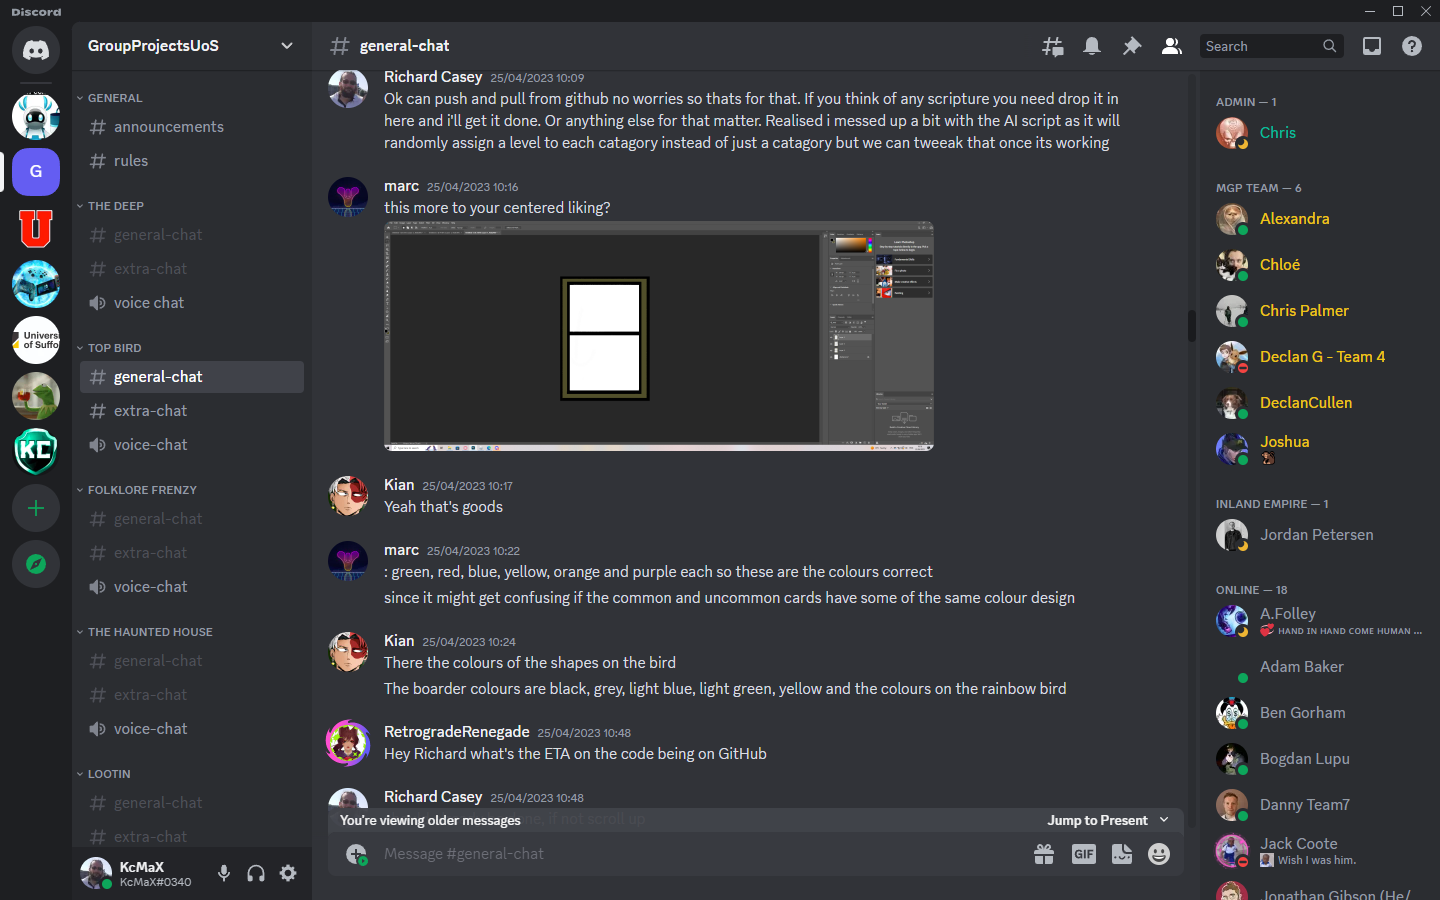 Discord
GroupProjectsUoS
general-chat
Search
GENERAL
announcements
rules
THE DEEP
general-chat
extra-chat
voice chat
TOP BIRD
general-chat
extra-chat
voice-chat
FOLKLORE FRENZY
general-chat
extra-chat
voice-chat
THE HAUNTED HOUSE
general-chat
extra-chat
voice-chat
LOOTIN
general-chat
extra-chat
G
U
Univers
of Suffo
KC
KcMaX
KcMaX#0340
Richard Casey 25/04/2023 10:09
Ok can push and pull from github no worries so thats for that. If you think of any scripture you need drop it in
here and i'll get it done. Or anything else for that matter. Realised i messed up a bit with the AI script as it will
randomly assign a level to each catagory instead of just a catagory but we can tweeak that once its working
marc 25/04/2023 10:16
this more to your centered liking?
Kian 25/04/2023 10:17
Yeah that's goods
marc 25/04/2023 10:22
: green, red, blue, yellow, orange and purple each so these are the colours correct
since it might get confusing if the common and uncommon cards have some of the same colour design
Kian 25/04/2023 10:24
There the colours of the shapes on the bird
The boarder colours are black, grey, light blue, light green, yellow and the colours on the rainbow bird
RetrogradeRenegade 25/04/2023 10:48
Hey Richard what's the ETA on the code being on GitHub
Richard Casey 25/04/2023 10:48
one, if not scroll up
You're viewing older messages
Jump to Present
Message #general-chat
GIF
ADMIN — 1
Chris
MGP TEAM — 6
Alexandra
Chloé
Chris Palmer
Declan G - Team 4
DeclanCullen
Joshua
INLAND EMPIRE — 1
Jordan Petersen
ONLINE — 18
A.Folley
HAND IN HAND COME HUMAN ...
Adam Baker
Ben Gorham
Bogdan Lupu
Danny Team7
Jack Coote
Wish I was him.
Jonathan Gibson (He/